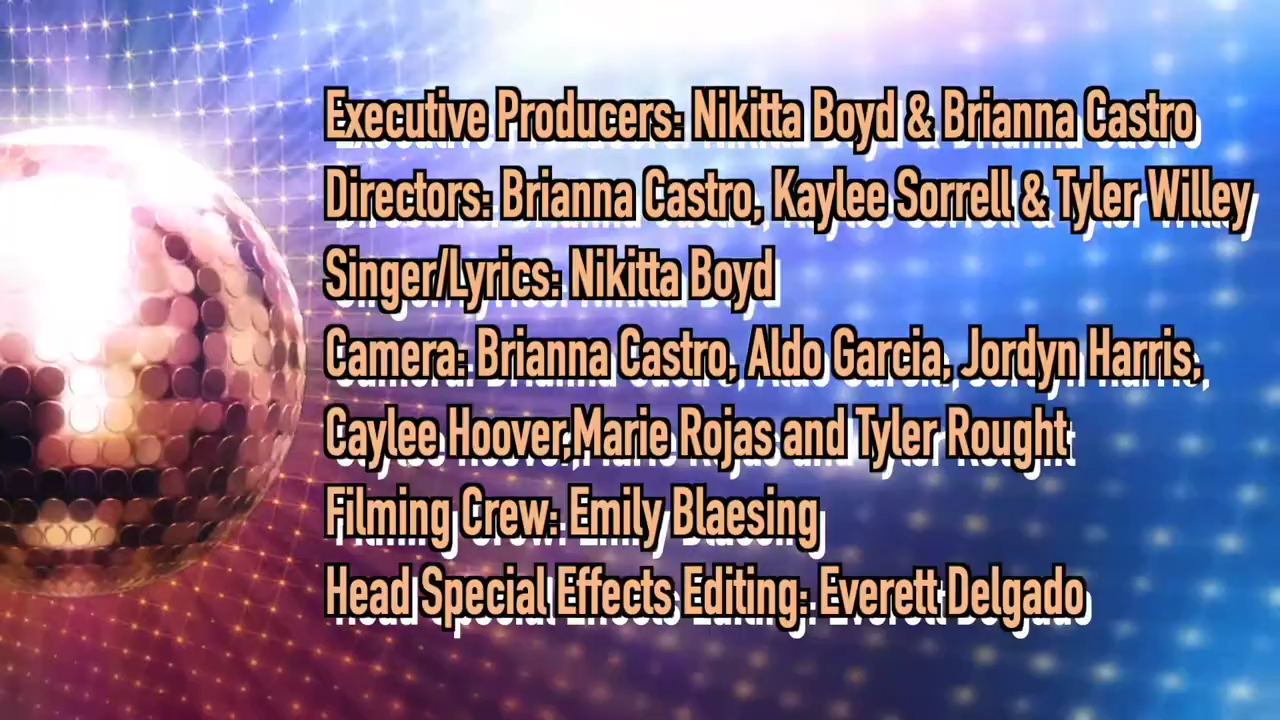 Executive Producers: Nikitta Boyd & Brianna Castro
Directors: Brianna Castro, Kaylee Sorrell & Tyler Willey
Singer/Lyrics: Nikitta Boyd
Camera: Brianna Castro, Aldo Garcia, Jordyn Harris,
Caylee Hoover,Marie Rojas and Tyler Rought
Filming Crew: Emily Blaesing
Head Special Effects Editing: Everett Delgado